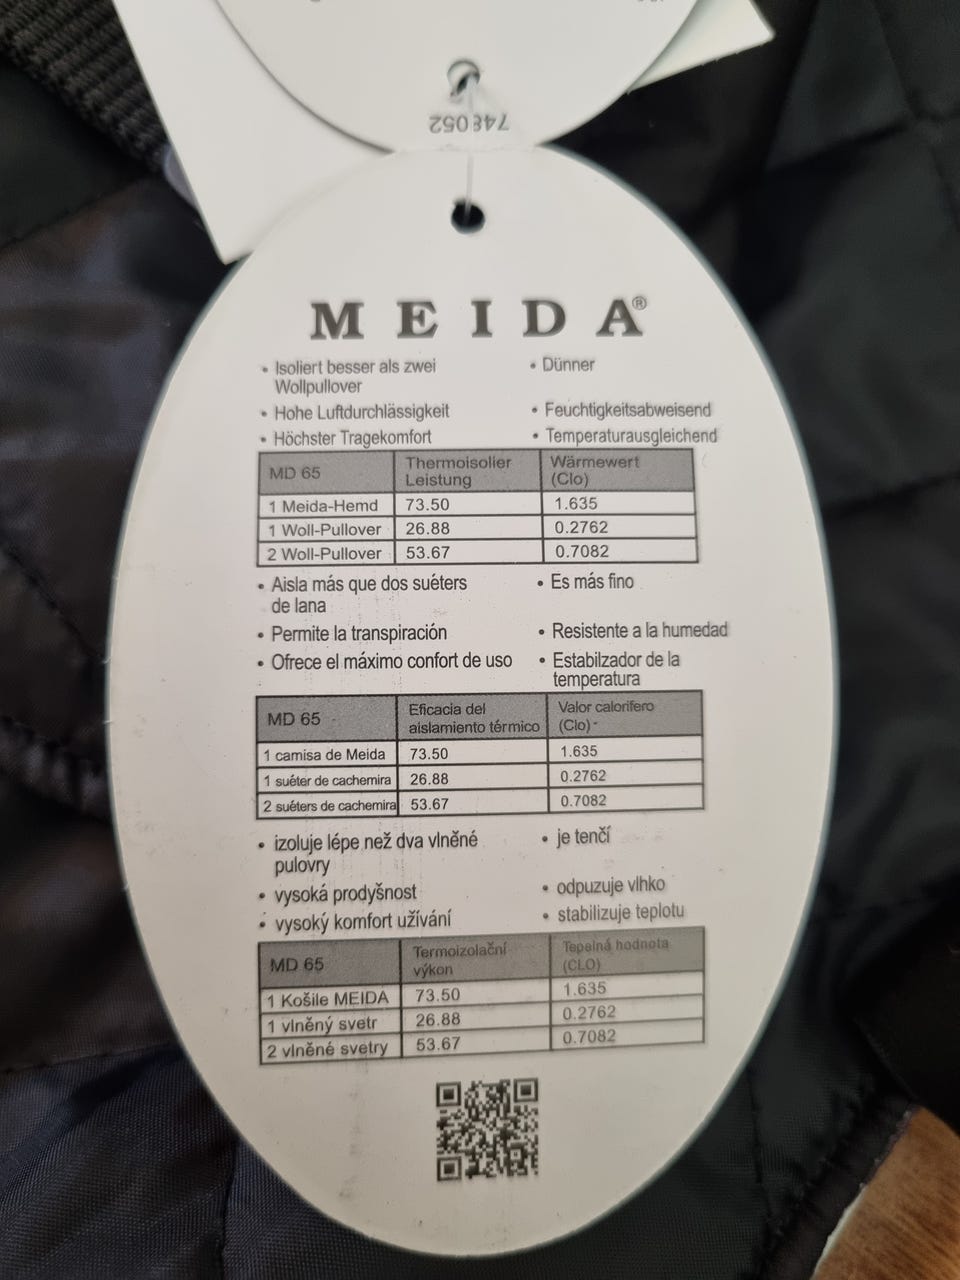 748052
MEIDA®
• Isoliert besser als zwei
Wollpullover
• Dünner
• Hohe Luftdurchlässigkeit
• Feuchtigkeitsabweisend
• Höchster Tragekomfort
• Temperaturausgleichend
MD 65 Thermoisolier Leistung Wärmewert (Clo)
1 Meida-Hemd 73.50 1.635
1 Woll-Pullover 26.88 0.2762
2 Woll-Pullover 53.67 0.7082
• Aisla más que dos suéters
de lana
• Es más fino
• Permite la transpiración
• Resistente a la humedad
• Ofrece el máximo confort de uso
• Estabilzador de la
temperatura
MD 65 Eficacia del aislamiento térmico Valor calorifero (Clo)
1 camisa de Meida 73.50 1.635
1 suéter de cachemira 26.88 0.2762
2 suéters de cachemira 53.67 0.7082
• izoluje lépe než dva vlněné
pulovry
• je tenčí
• vysoká prodyšnost
• odpuzuje vlhko
• vysoký komfort užívání
• stabilizuje teplotu
MD 65 Termoizolační výkon Tepelná hodnota (CLO)
1 Košile MEIDA 73.50 1.635
1 vlněný svetr 26.88 0.2762
2 vlněné svetry 53.67 0.7082